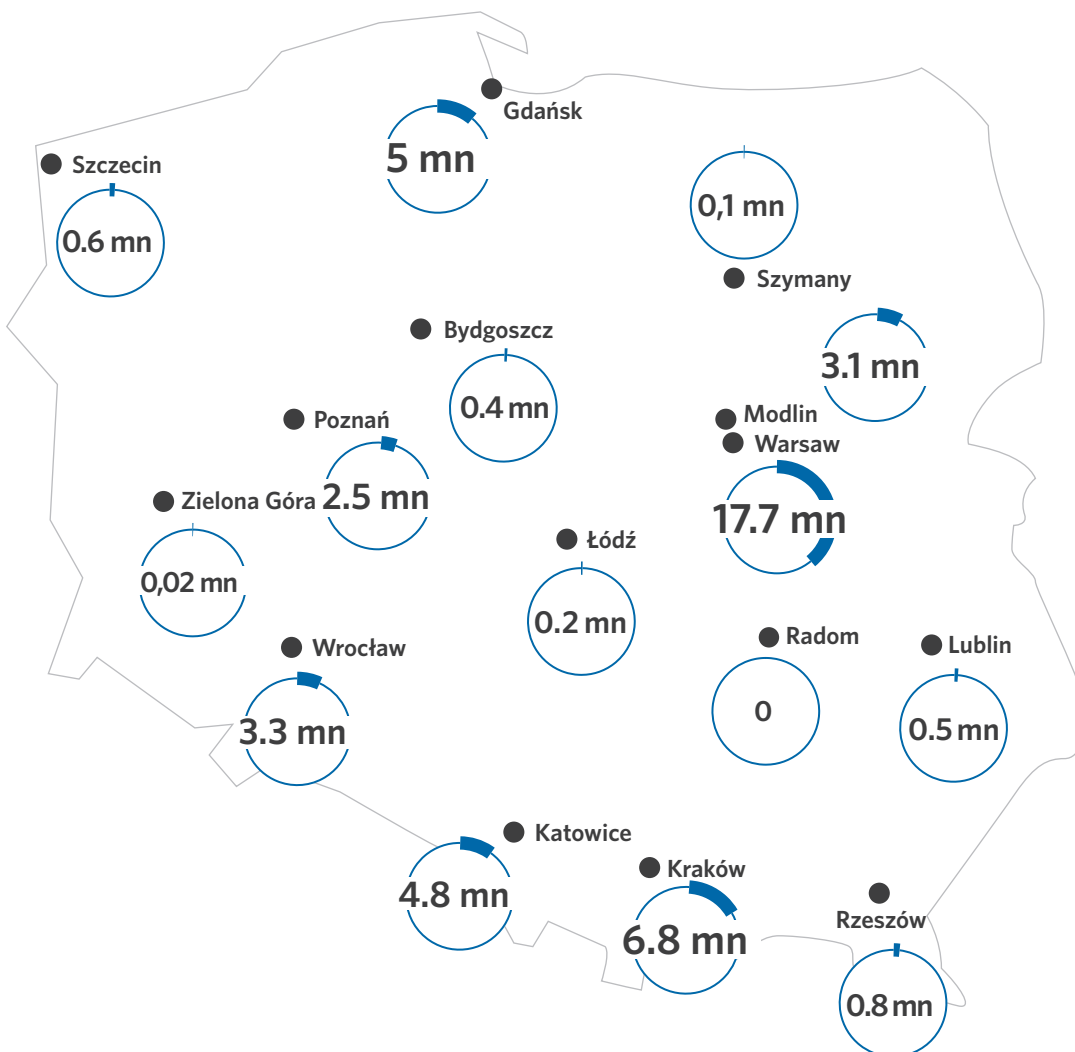 Gdańsk
5 mn
Szczecin
0.6 mn
0,1 mn
Szymany
Bydgoszcz
0.4 mn
3.1 mn
Modlin
Warsaw
17.7 mn
Poznań
2.5 mn
Zielona Góra
0,02 mn
Łódź
0.2 mn
Radom
0
Lublin
0.5 mn
Wrocław
3.3 mn
Katowice
4.8 mn
Kraków
6.8 mn
Rzeszów
0.8 mn